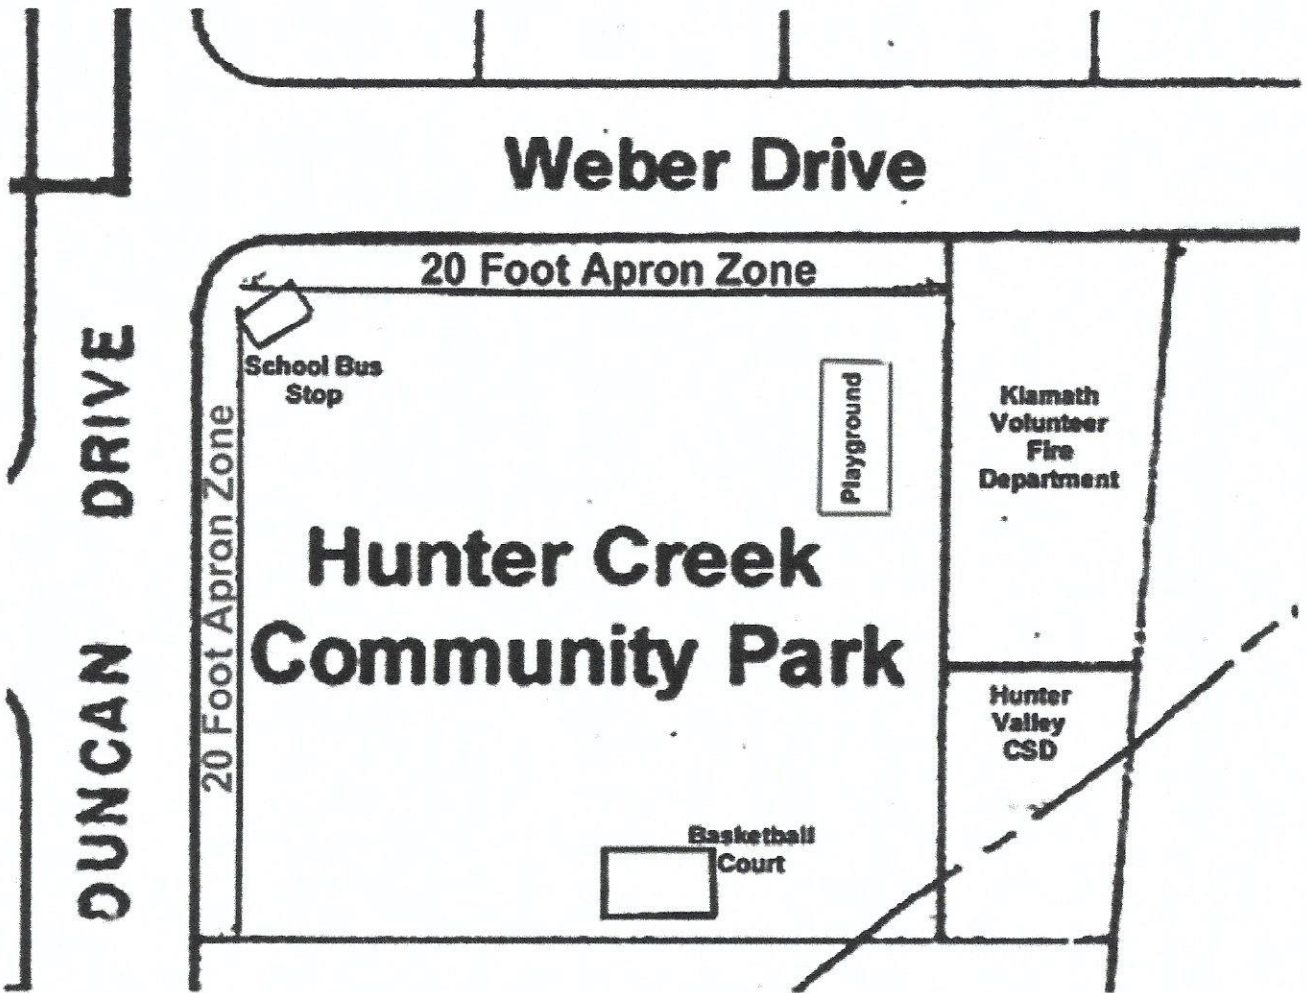 Weber Drive
20 Foot Apron Zone
School Bus
Stop
DUNCAN DRIVE
20 Foot Apron Zone
Playground
Klamath
Volunteer
Fire
Department
Hunter Creek
Community Park
Hunter
Valley
CSD
Basketball
Court